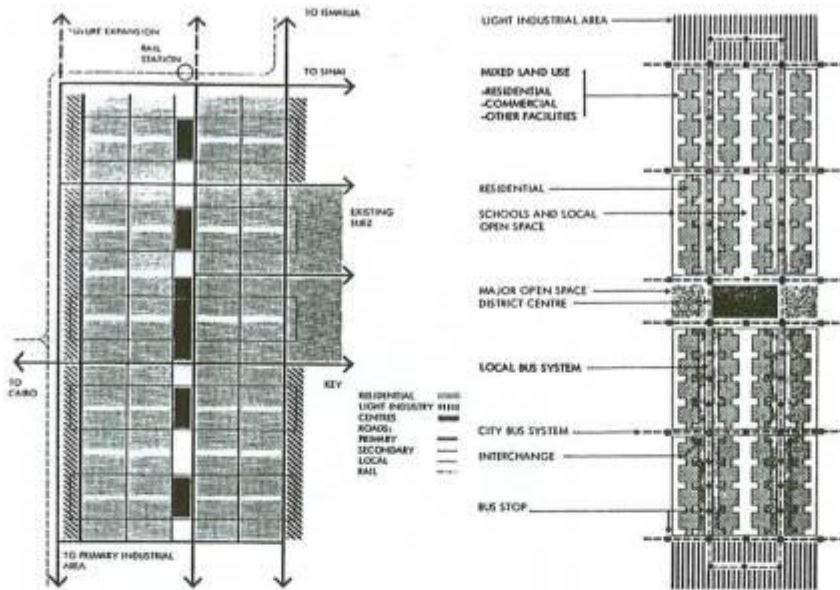 TO ISMAILIA
FUTURE EXPANSION
RAIL
STATION
TO SINAI
EXISTING
SUEZ
TO
CAIRO
KEY
RESIDENTIAL
LIGHT INDUSTRY
CENTRES
ROADS:
PRIMARY
SECONDARY
LOCAL
RAIL
TO PRIMARY INDUSTRIAL
AREA
LIGHT INDUSTRIAL AREA
MIXED LAND USE
-RESIDENTIAL
-COMMERCIAL
-OTHER FACILITIES
RESIDENTIAL
SCHOOLS AND LOCAL
OPEN SPACE
MAJOR OPEN SPACE
DISTRICT CENTRE
LOCAL BUS SYSTEM
CITY BUS SYSTEM
INTERCHANGE
BUS STOP